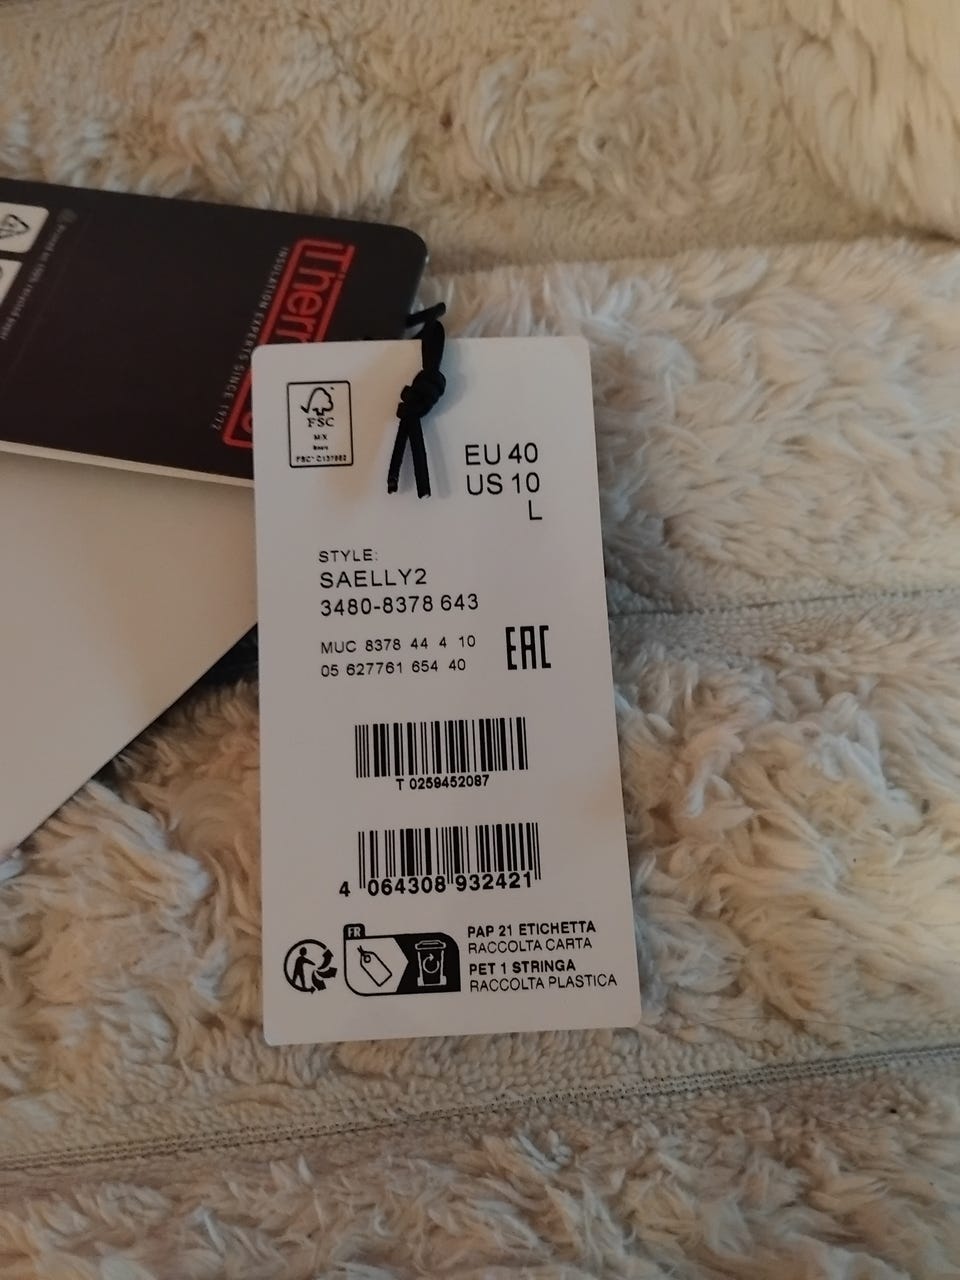 INSULATION EXPERTS SINCE 1972
FSC
MIX
EU 40
US 10
L
STYLE:
SAELLY2
3480-8378 643
MUC 8378 44 4 10
05 627761 654 40
EAC
T 0259452087
4 064308 932421
FR
PAP 21 ETICHETTA
RACCOLTA CARTA
PET 1 STRINGA
RACCOLTA PLASTICA